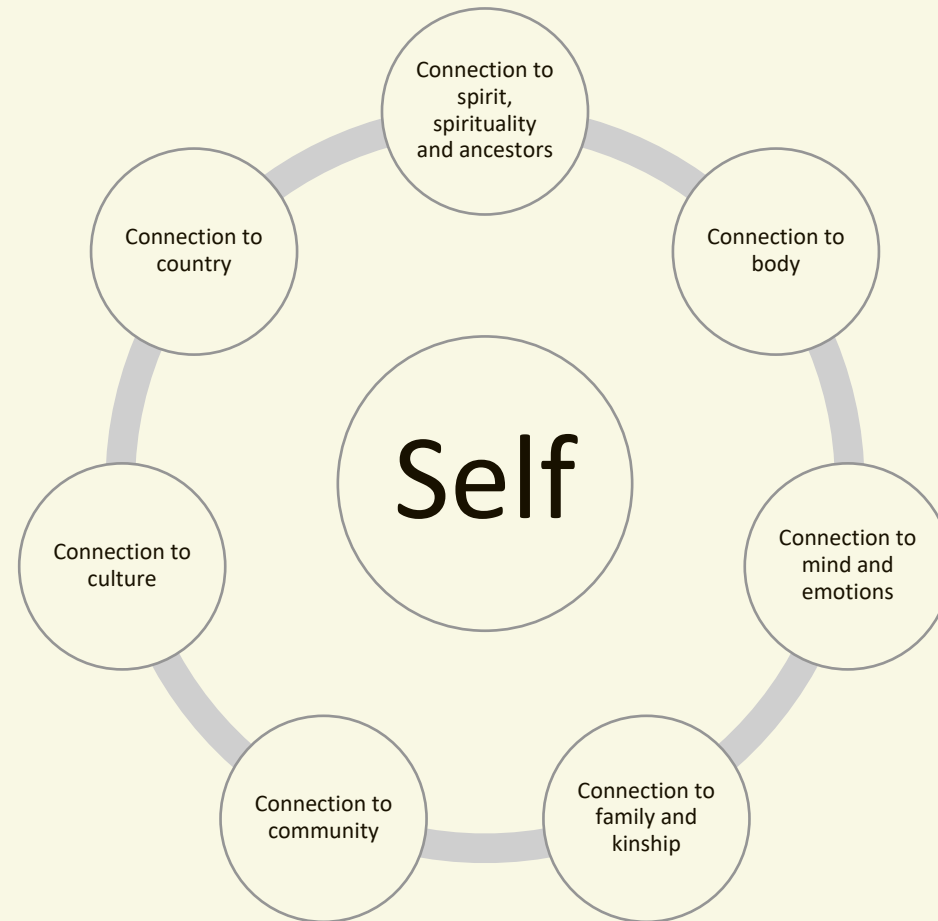 Connection to
spirit,
spirituality
and ancestors
Connection to
body
Connection to
mind and
emotions
Connection to
family and
kinship
Connection to
community
Connection to
culture
Connection to
country
Self